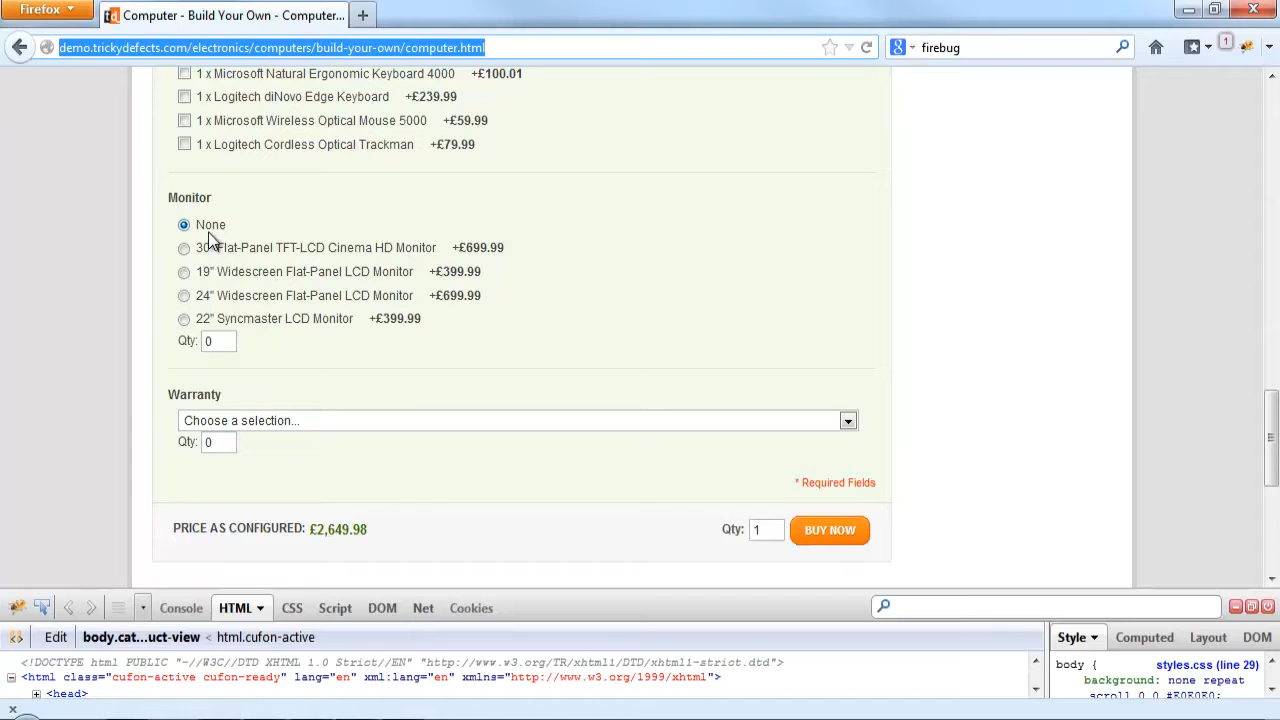 Firefox
Computer - Build Your Own - Computer...
demo.trickydefects.com/electronics/computers/build-your-own/computer.html
firebug
1
1 x Microsoft Natural Ergonomic Keyboard 4000 +£100.01
1 x Logitech diNovo Edge Keyboard +£239.99
1 x Microsoft Wireless Optical Mouse 5000 +£59.99
1 x Logitech Cordless Optical Trackman +£79.99
Monitor
None
30" Flat-Panel TFT-LCD Cinema HD Monitor +£699.99
19" Widescreen Flat-Panel LCD Monitor +£399.99
24" Widescreen Flat-Panel LCD Monitor +£699.99
22" Syncmaster LCD Monitor +£399.99
Qty: 0
Warranty
Choose a selection...
Qty: 0
* Required Fields
PRICE AS CONFIGURED: £2,649.98 Qty: 1 BUY NOW
Console HTML CSS Script DOM Net Cookies
Edit body.cat...uct-view < html.cufon-active
Style Computed Layout DOM
<!DOCTYPE html PUBLIC "-//W3C//DTD XHTML 1.0 Strict//EN" "http://www.w3.org/TR/xhtml1/DTD/xhtml1-strict.dtd">
<html class="cufon-active cufon-ready" lang="en" xml:lang="en" xmlns="http://www.w3.org/1999/xhtml">
<head>
body { styles.css (line 29)
background: none repeat
scroll 0 0 #E0E0E0;